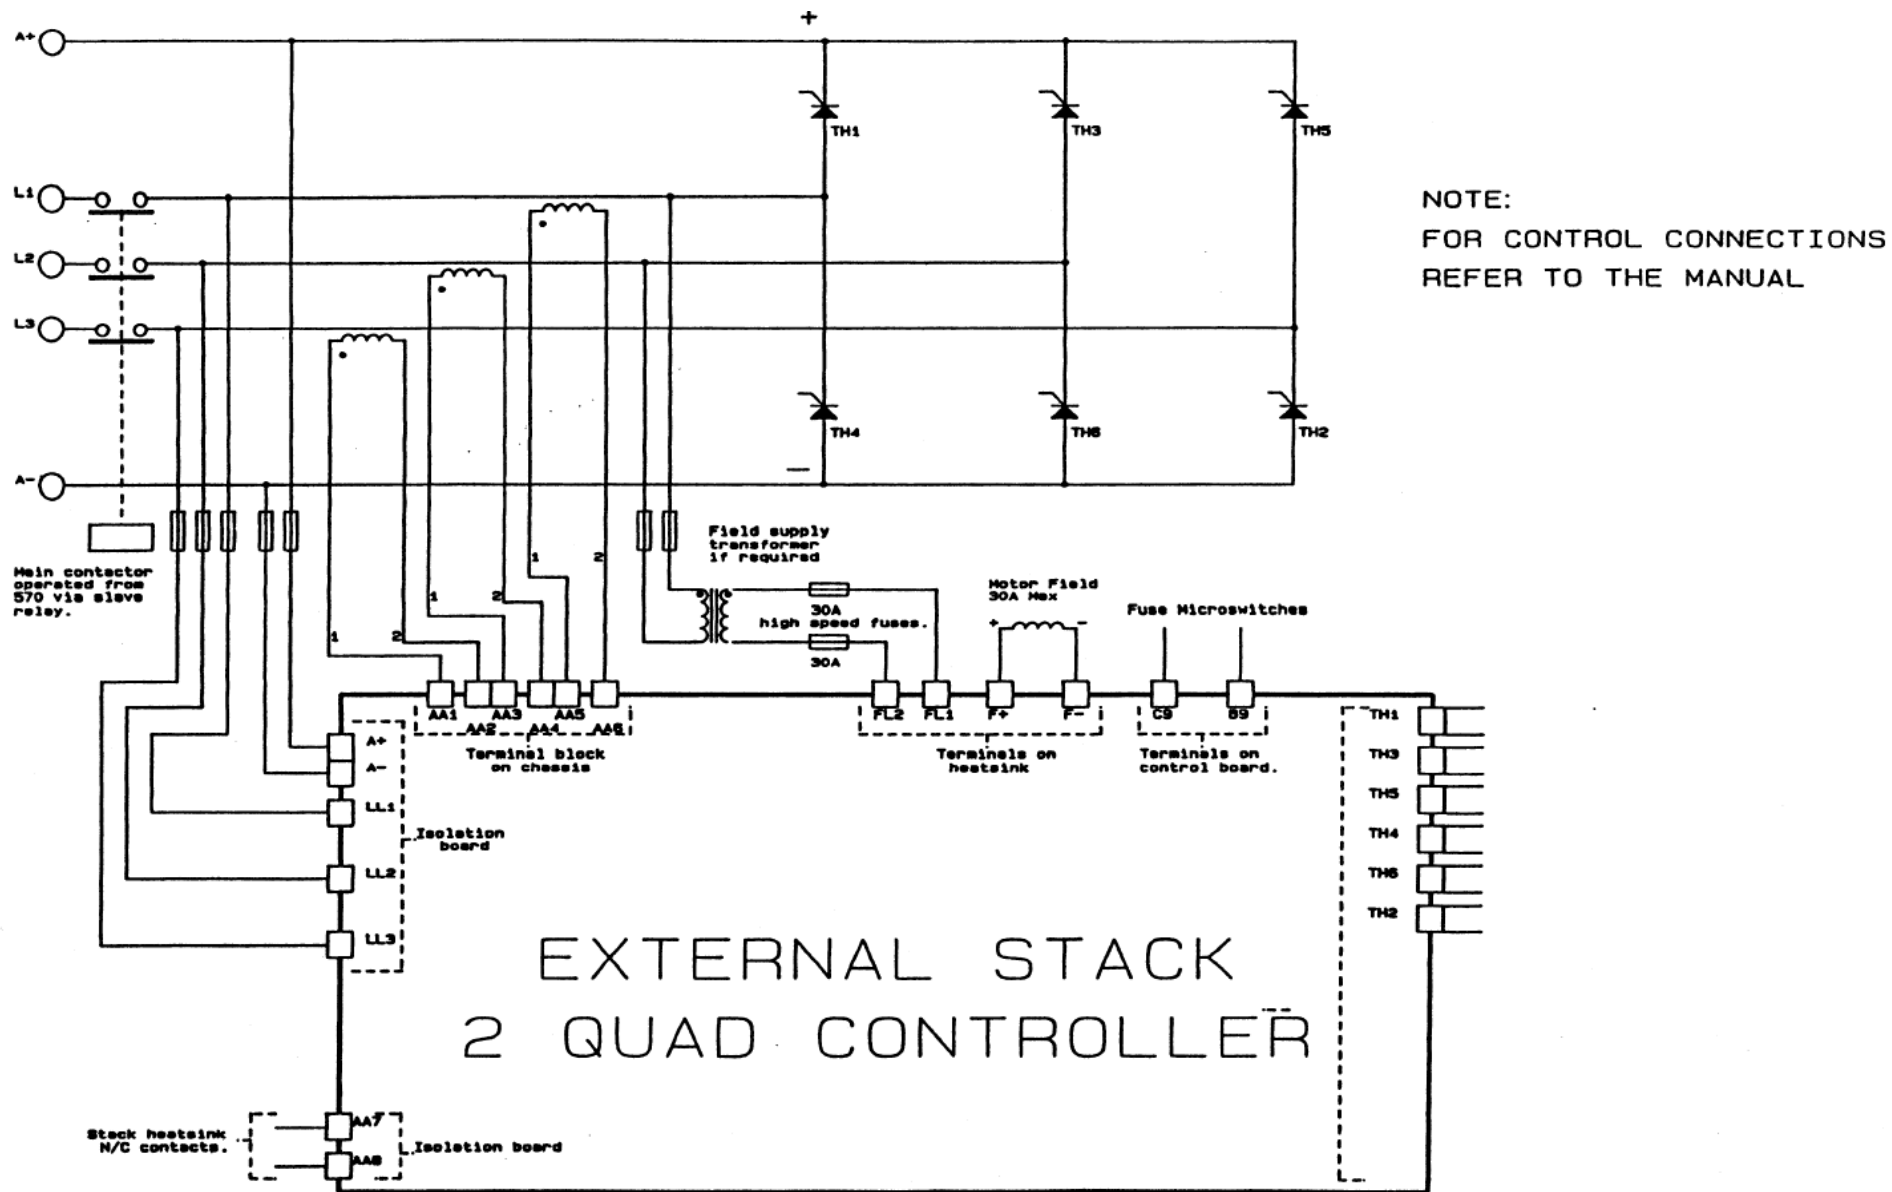 +
A+
TH1
TH3
TH5
L1
L2
L3
NOTE:
FOR CONTROL CONNECTIONS
REFER TO THE MANUAL
TH4
TH6
TH2
A-
—
Main contactor
operated from
570 via slave
relay.
1
2
1
2
1
2
Field supply
transformer
if required
30A
high speed fuses.
30A
Motor Field
30A Max
+
-
Fuse Microswitches
AA1
AA2
AA3
AA4
AA5
AA6
Terminal block
on chassis
FL2
FL1
F+
F-
Terminals on
heatsink
C9
B9
Terminals on
control board.
A+
A-
LL1
LL2
LL3
Isolation
board
TH1
TH3
TH5
TH4
TH6
TH2
EXTERNAL STACK
2 QUAD CONTROLLER
Stack heatsink
N/C contacts.
AA7
AA8
Isolation board